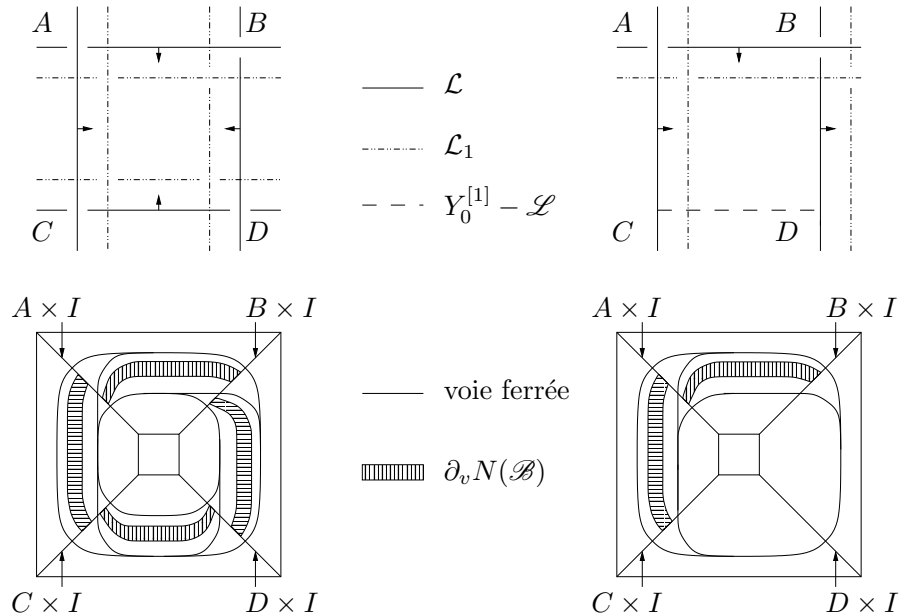 A B A B
𝓛
𝓛₁
Y₀^[1] − ℒ
C D C D
A × I B × I A × I B × I
voie ferrée
∂ᵥN(ℬ)
C × I D × I C × I D × I